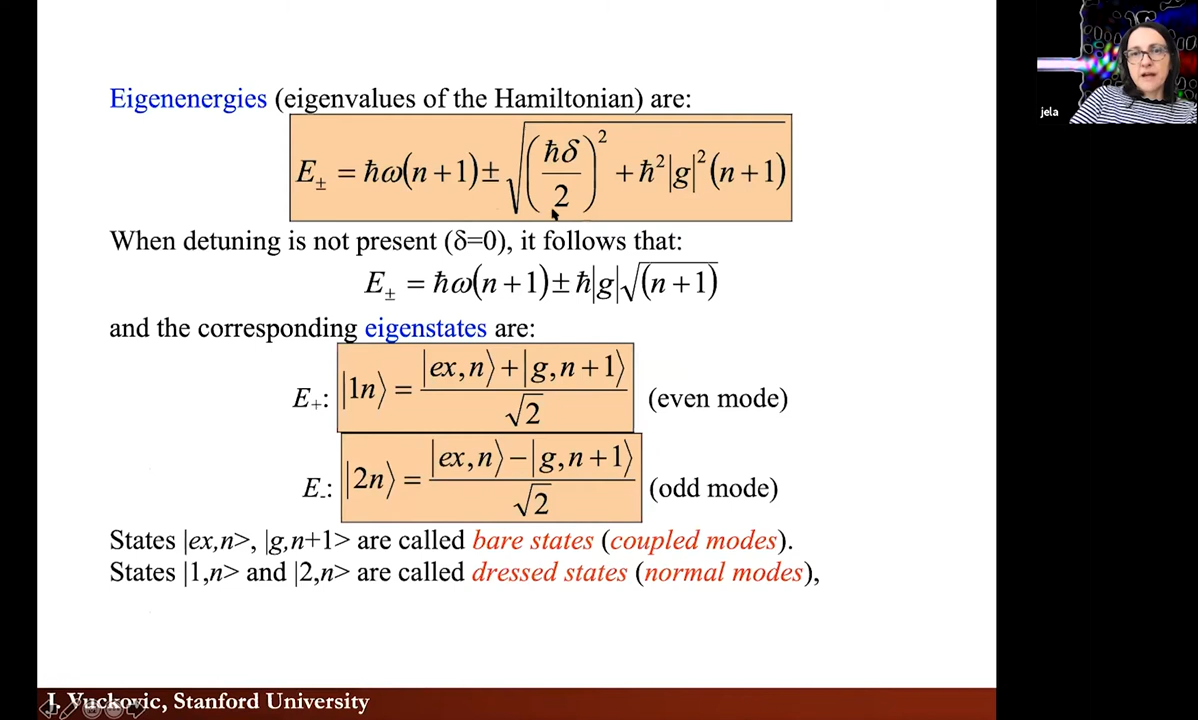 Eigenenergies (eigenvalues of the Hamiltonian) are:
E± = ħω(n+1)± √((ħδ/2)² + ħ²|g|²(n+1))
When detuning is not present (δ=0), it follows that:
E± = ħω(n+1)± ħ|g|√(n+1)
and the corresponding eigenstates are:
E₊: |1n⟩ = (|ex,n⟩+|g,n+1⟩)/√2 (even mode)
E₋: |2n⟩ = (|ex,n⟩−|g,n+1⟩)/√2 (odd mode)
States |ex,n>, |g,n+1> are called bare states (coupled modes).
States |1,n> and |2,n> are called dressed states (normal modes),
J. Vuckovic, Stanford University
jela